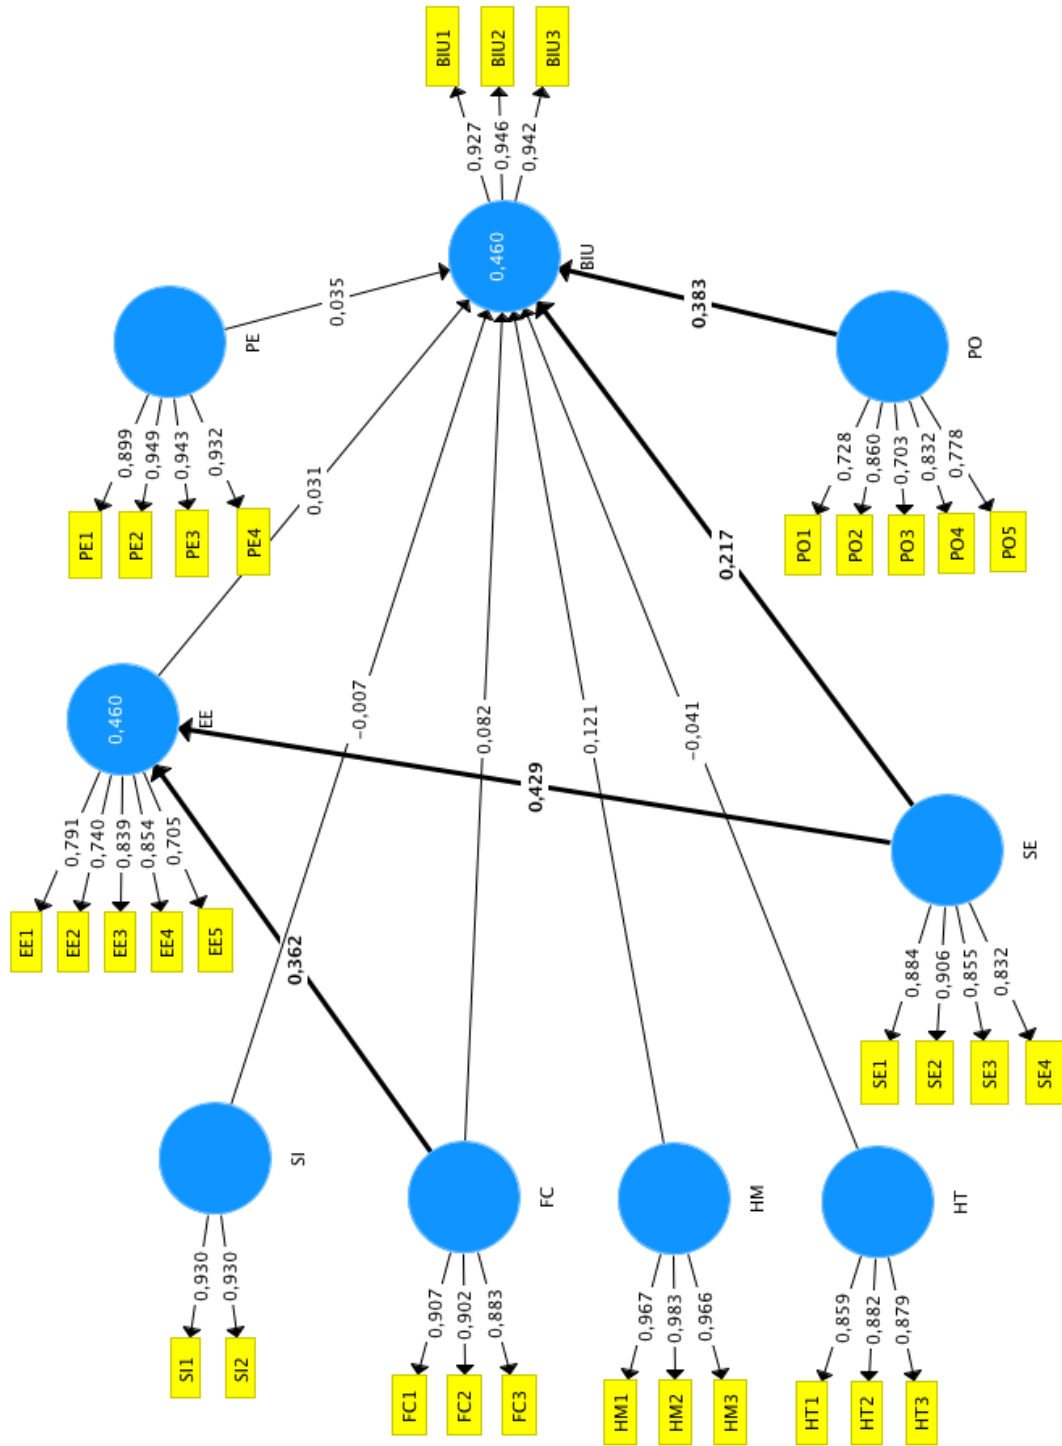 BIU1
BIU2
BIU3
0,927
0,946
0,942
0,460
BIU
PE
0,035
0,899
0,949
0,943
0,932
PE1
PE2
PE3
PE4
0,031
0,383
PO
0,728
0,860
0,703
0,832
0,778
PO1
PO2
PO3
PO4
PO5
0,217
0,460
EE
0,791
0,740
0,839
0,854
0,705
EE1
EE2
EE3
EE4
EE5
−0,007
0,082
0,121
−0,041
0,429
0,362
SE
0,884
0,906
0,855
0,832
SE1
SE2
SE3
SE4
SI
0,930
0,930
SI1
SI2
FC
0,907
0,902
0,883
FC1
FC2
FC3
HM
0,967
0,983
0,966
HM1
HM2
HM3
HT
0,859
0,882
0,879
HT1
HT2
HT3